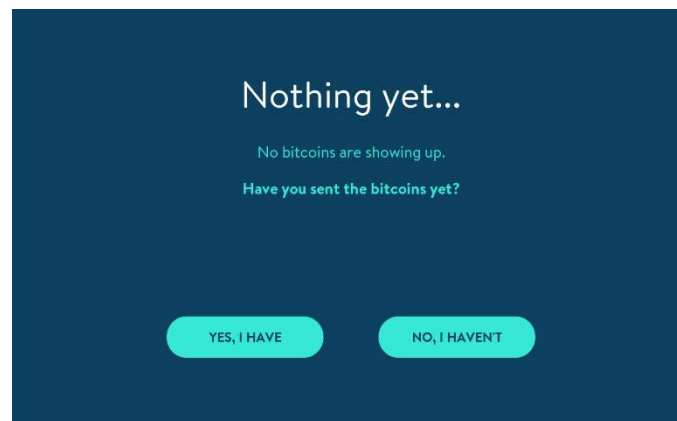 Nothing yet...
No bitcoins are showing up.
Have you sent the bitcoins yet?
YES, I HAVE
NO, I HAVEN'T